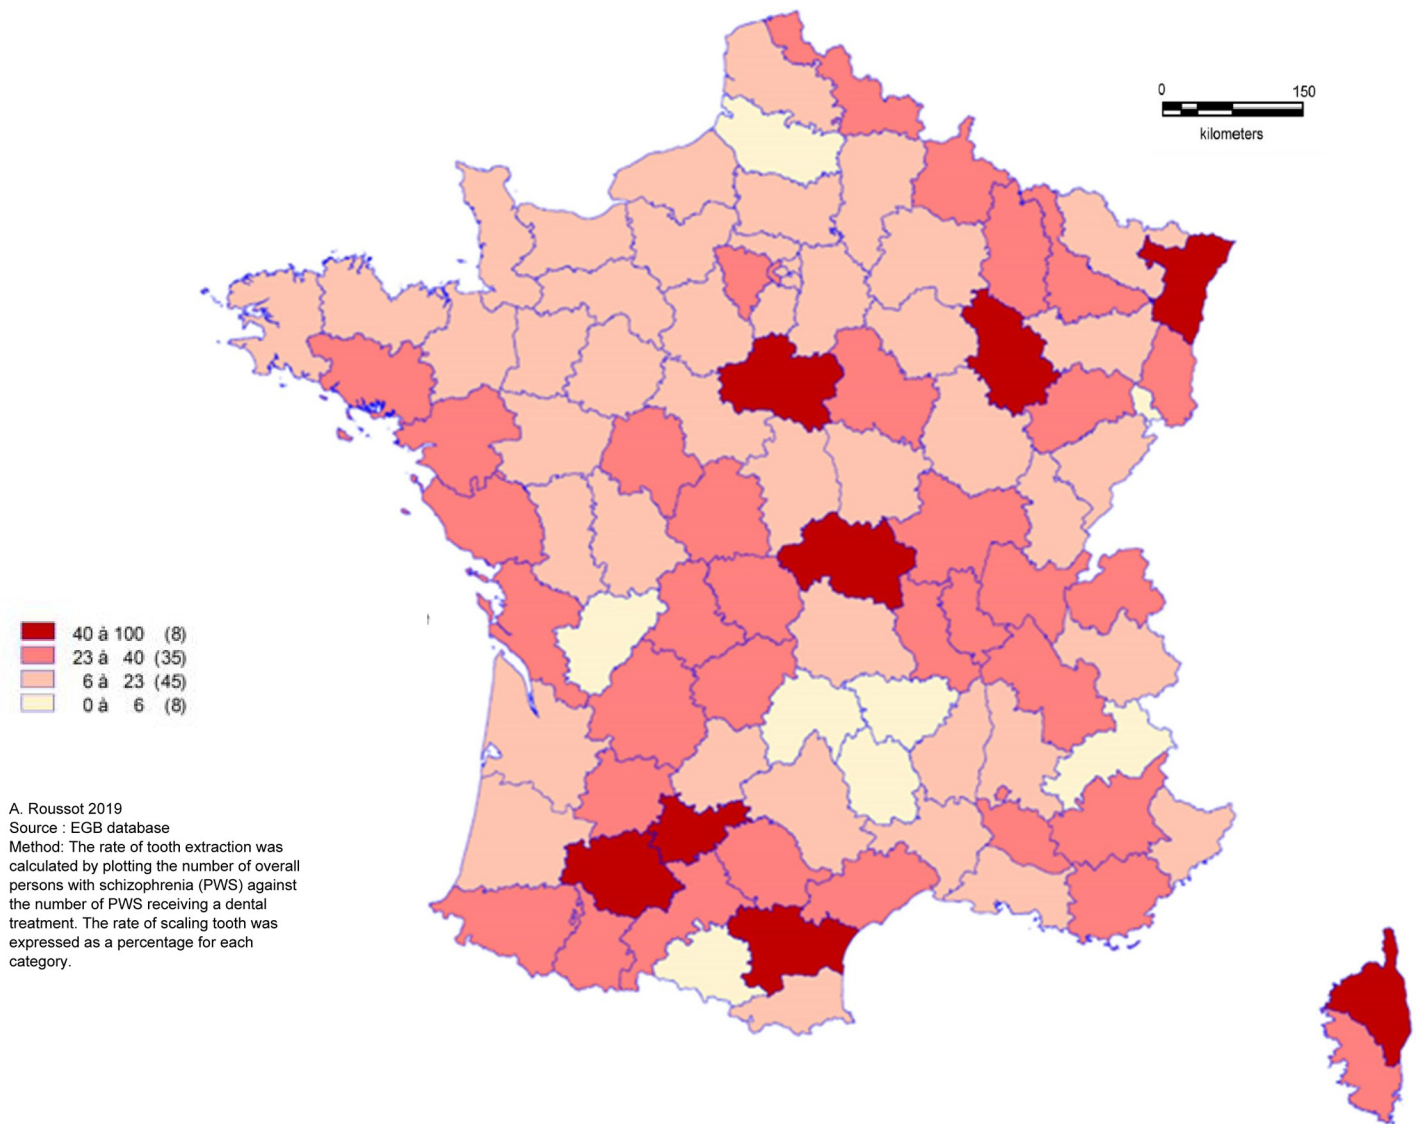 0 150
kilometers
40 à 100 (8)
23 à 40 (35)
6 à 23 (45)
0 à 6 (8)
A. Roussot 2019
Source : EGB database
Method: The rate of tooth extraction was
calculated by plotting the number of overall
persons with schizophrenia (PWS) against
the number of PWS receiving a dental
treatment. The rate of scaling tooth was
expressed as a percentage for each
category.